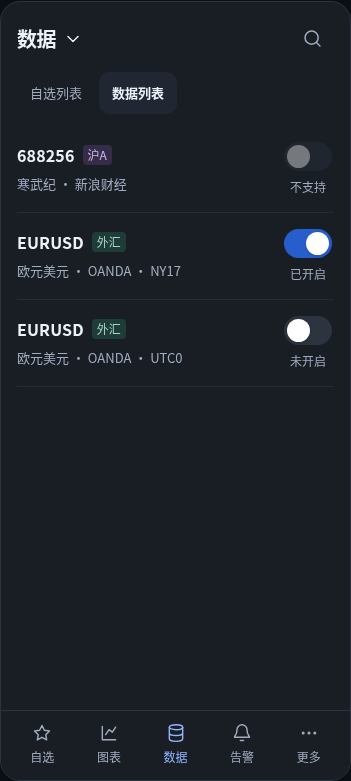 数据
自选列表 数据列表
688256 沪A
寒武纪 • 新浪财经
不支持
EURUSD 外汇
欧元美元 • OANDA • NY17
已开启
EURUSD 外汇
欧元美元 • OANDA • UTC0
未开启
自选 图表 数据 告警 更多